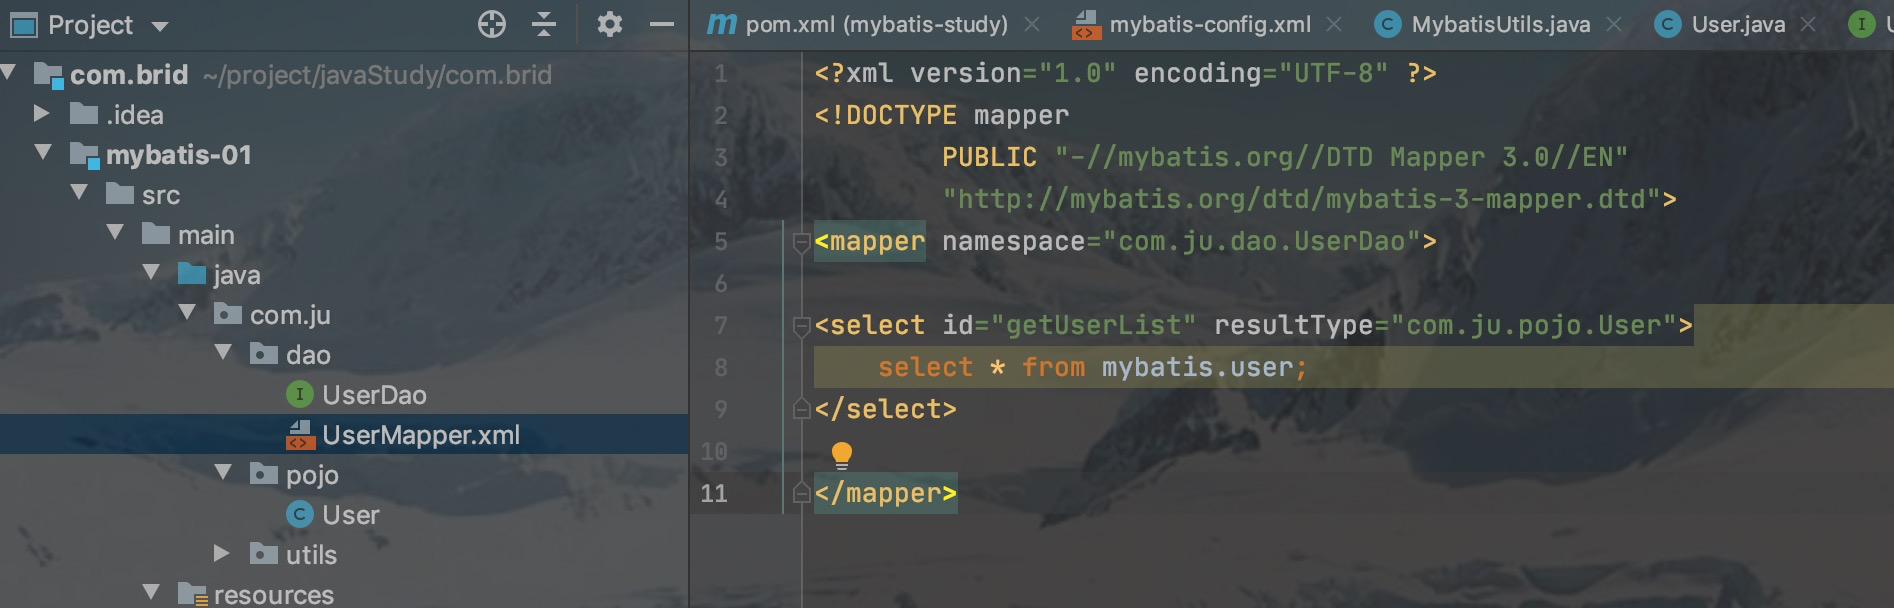 Project
com.brid ~/project/javaStudy/com.brid
.idea
mybatis-01
src
main
java
com.ju
dao
UserDao
UserMapper.xml
pojo
User
utils
resources
pom.xml (mybatis-study) mybatis-config.xml MybatisUtils.java User.java
1 <?xml version="1.0" encoding="UTF-8" ?>
2 <!DOCTYPE mapper
3 PUBLIC "-//mybatis.org//DTD Mapper 3.0//EN"
4 "http://mybatis.org/dtd/mybatis-3-mapper.dtd">
5 <mapper namespace="com.ju.dao.UserDao">
6
7 <select id="getUserList" resultType="com.ju.pojo.User">
8 select * from mybatis.user;
9 </select>
10
11 </mapper>